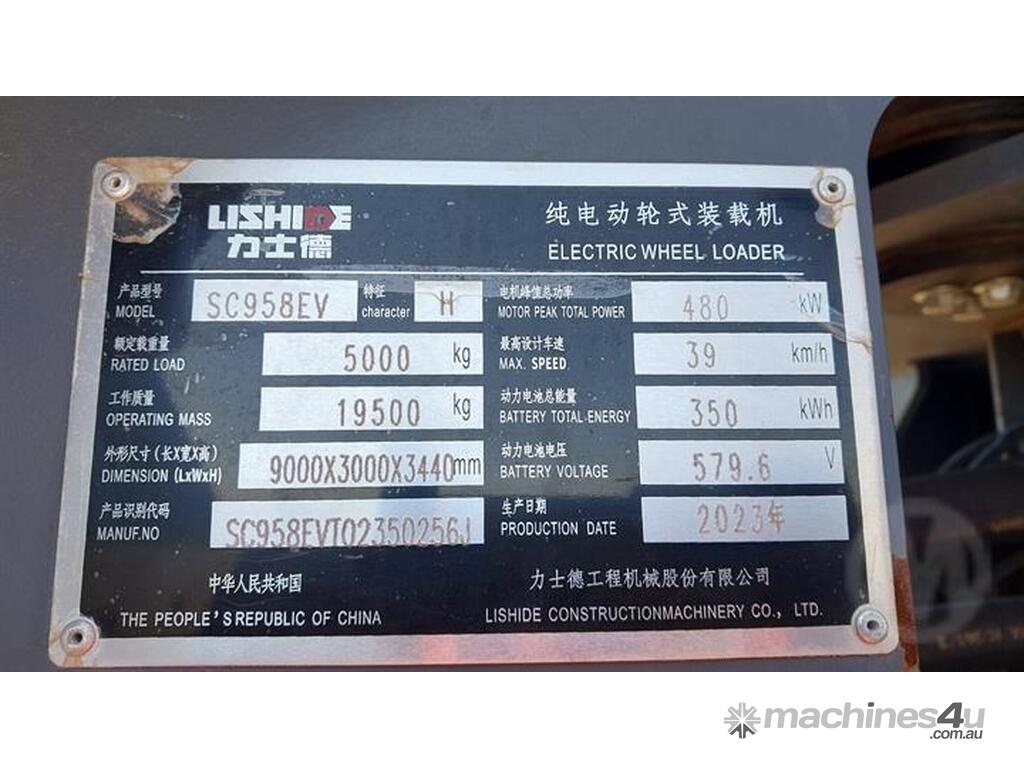 LISHIDE
力士德
纯电动轮式装载机
ELECTRIC WHEEL LOADER
产品型号
MODEL
SC958EV
特征
character
H
电机峰值总功率
MOTOR PEAK TOTAL POWER
480 kW
额定载重量
RATED LOAD
5000 kg
最高设计车速
MAX. SPEED
39 km/h
工作质量
OPERATING MASS
19500 kg
动力电池总能量
BATTERY TOTAL ENERGY
350 kWh
外形尺寸(长X宽X高)
DIMENSION (LxWxH)
9000X3000X3440mm
动力电池电压
BATTERY VOLTAGE
579.6 V
产品识别代码
MANUF.NO
SC958EVT02350256J
生产日期
PRODUCTION DATE
2023年
中华人民共和国
THE PEOPLE'S REPUBLIC OF CHINA
力士德工程机械股份有限公司
LISHIDE CONSTRUCTIONMACHINERY CO., LTD.
machines4u
.com.au